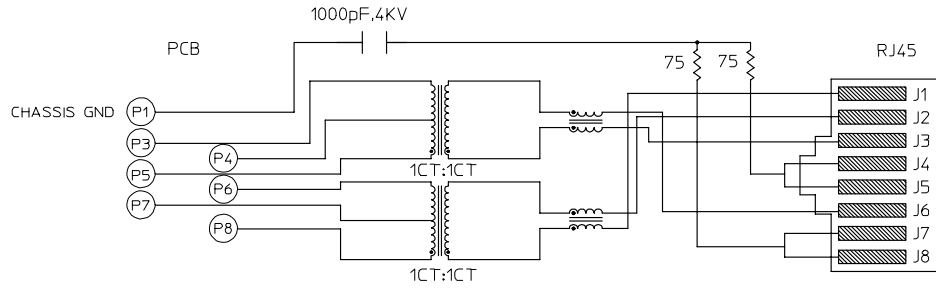 1000pF,4KV
PCB
RJ45
75
75
CHASSIS GND
P1
P3
P4
P5
P6
P7
P8
1CT:1CT
1CT:1CT
J1
J2
J3
J4
J5
J6
J7
J8